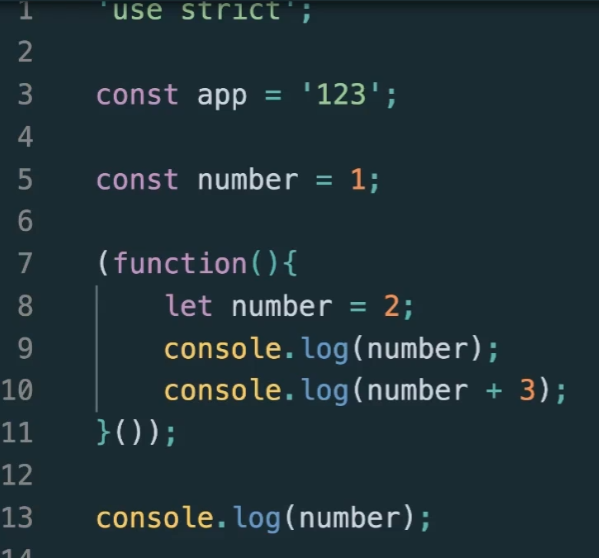 1 'use strict';
2
3 const app = '123';
4
5 const number = 1;
6
7 (function(){
8 let number = 2;
9 console.log(number);
10 console.log(number + 3);
11 }());
12
13 console.log(number);
14